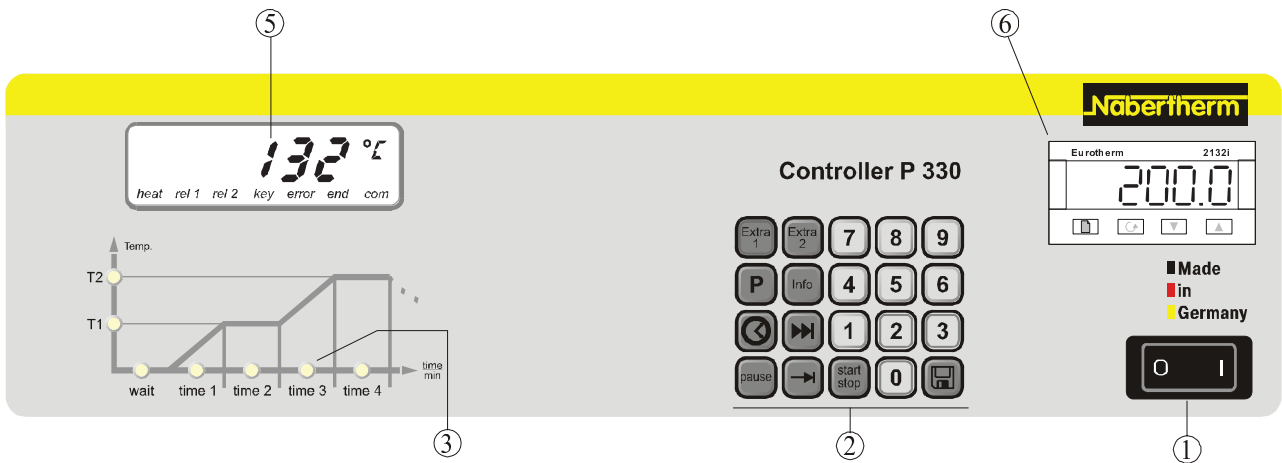 5
6
Nabertherm
132 °C
heat rel 1 rel 2 key error end com
Controller P 330
Eurotherm 2132i
200.0
Extra 1 Extra 2 7 8 9
P Info 4 5 6
1 2 3
pause start stop 0
Made
in
Germany
O I
Temp.
T2
T1
time
min
wait time 1 time 2 time 3 time 4
3
2
1